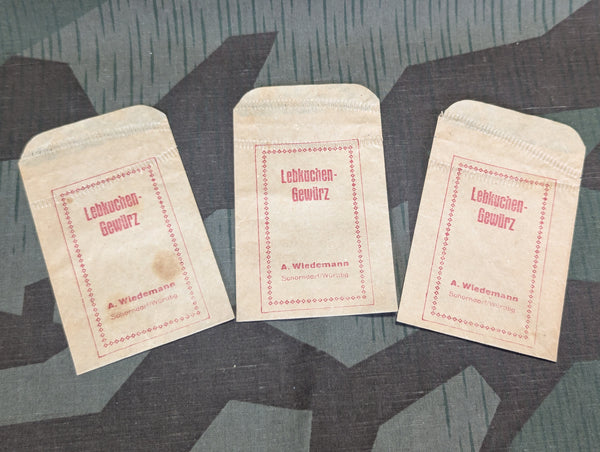 Lebkuchen-
Gewürz
A. Wiedemann
Schorndorf/Württbg
Lebkuchen-
Gewürz
A. Wiedemann
Schorndorf/Württbg
Lebkuchen-
Gewürz
A. Wiedemann
Schorndorf/Württbg